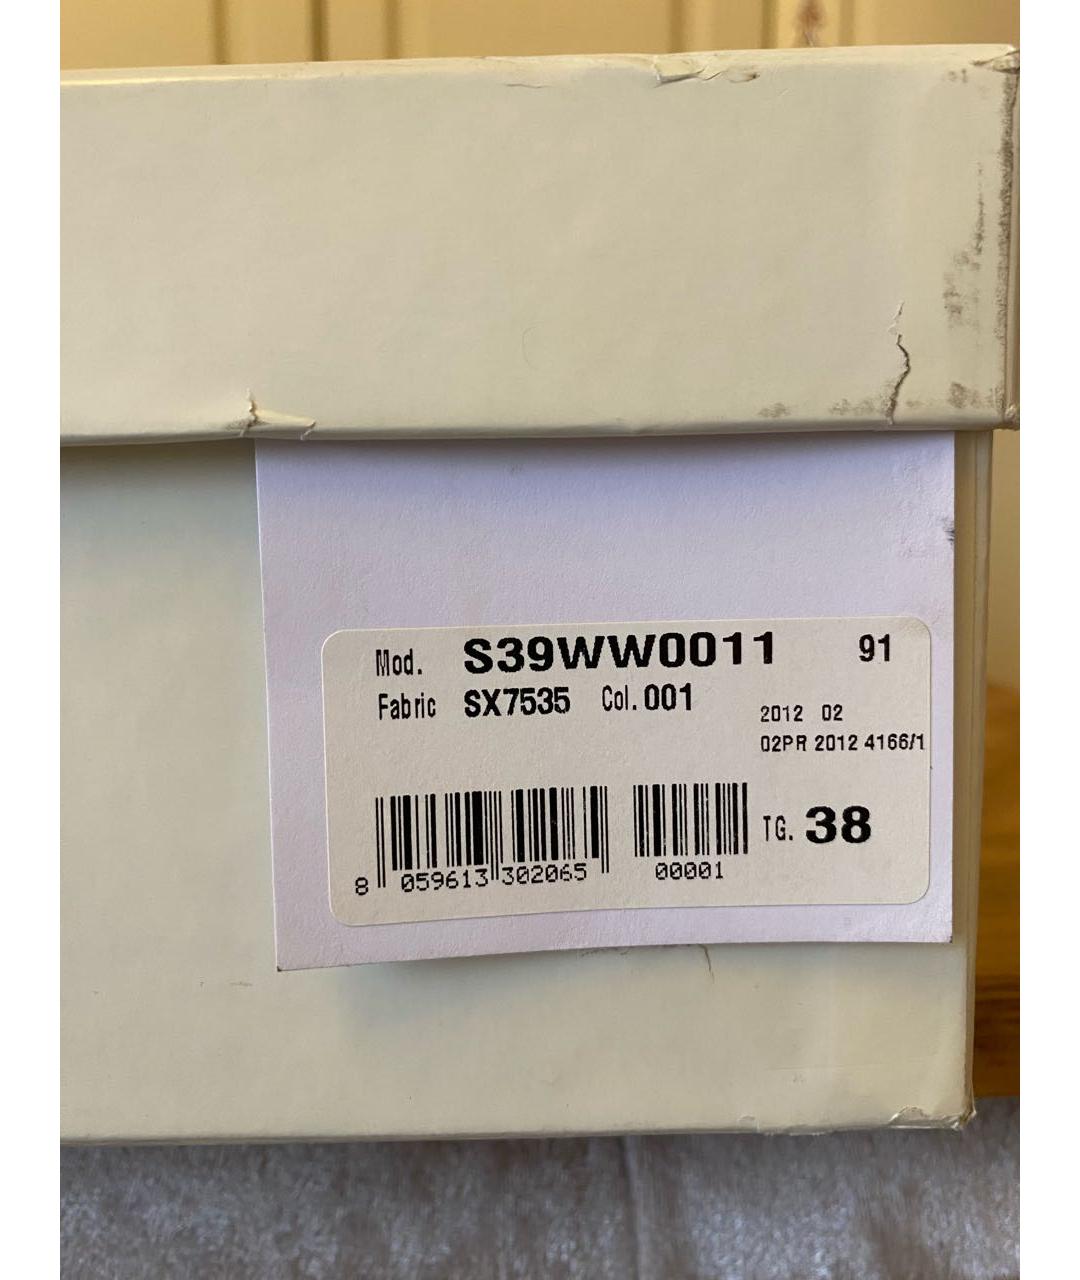 Mod. S39WW0011 91
Fabric SX7535 Col. 001
2012 02
02PR 2012 4166/1
TG. 38
8 059613 302065 00001